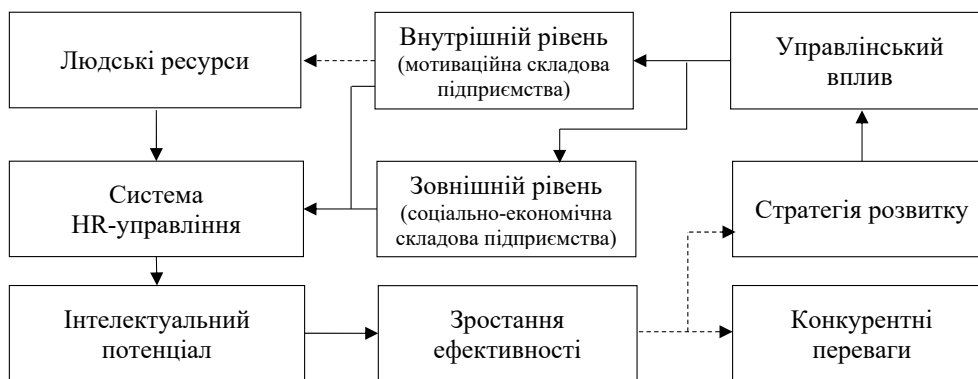 Людські ресурси
Внутрішній рівень
(мотиваційна складова
підприємства)
Управлінський
вплив
Система
HR-управління
Зовнішній рівень
(соціально-економічна
складова підприємства)
Стратегія розвитку
Інтелектуальний
потенціал
Зростання
ефективності
Конкурентні
переваги